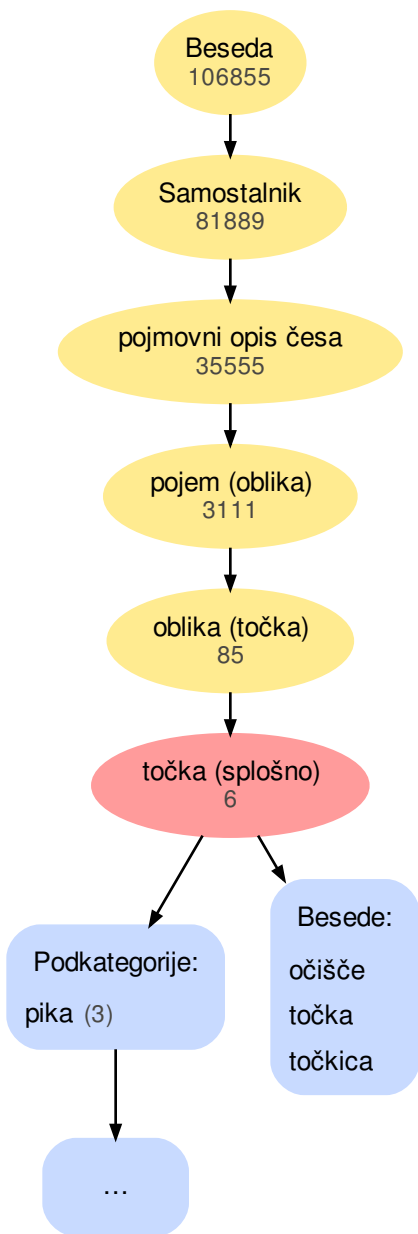 Beseda
106855
Samostalnik
81889
pojmovni opis česa
35555
pojem (oblika)
3111
oblika (točka)
85
točka (splošno)
6
Podkategorije:
pika (3)
Besede:
očišče
točka
točkica
...